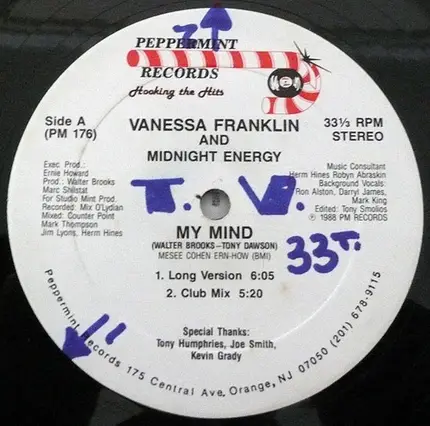 PEPPERMINT
RECORDS
Hooking the Hits
Side A
(PM 176)
33⅓ RPM
STEREO
VANESSA FRANKLIN
AND
MIDNIGHT ENERGY
Exec. Prod.:
Ernie Howard
Prod.: Walter Brooks
Marc Shilstat
For Studio Mint Prod.
Recorded: Mix O'Lydian
Mixed: Counter Point
Mark Thompson
Jim Lyons, Herm Hines
Music Consultant
Herm Hines Robyn Abraskin
Background Vocals:
Ron Alston, Darryl James,
Mark King
Edited: Tony Smolios
℗ 1988 PM RECORDS
T. V.
MY MIND
(WALTER BROOKS–TONY DAWSON)
MESEE COHEN ERN-HOW (BMI)
33T.
1. Long Version 6:05
2. Club Mix 5:20
Special Thanks:
Tony Humphries, Joe Smith,
Kevin Grady
Peppermint Records 175 Central Ave. Orange, NJ 07050 (201) 678-9115